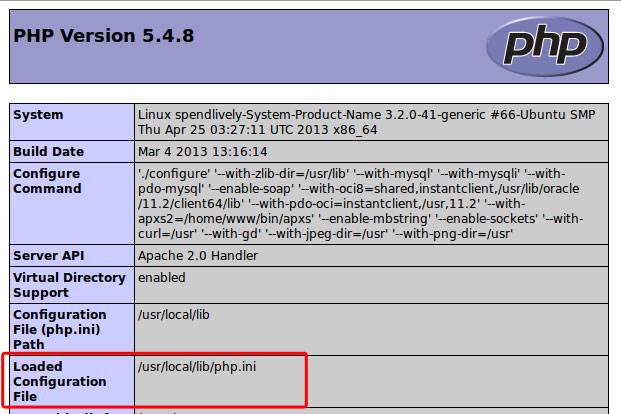 PHP Version 5.4.8
php
System
Linux spendlively-System-Product-Name 3.2.0-41-generic #66-Ubuntu SMP
Thu Apr 25 03:27:11 UTC 2013 x86_64
Build Date
Mar 4 2013 13:16:14
Configure
Command
'./configure' '--with-zlib-dir=/usr/lib' '--with-mysql' '--with-mysqli' '--with-
pdo-mysql' '--enable-soap' '--with-oci8=shared,instantclient,/usr/lib/oracle
/11.2/client64/lib' '--with-pdo-oci=instantclient,/usr,11.2' '--with-
apxs2=/home/www/bin/apxs' '--enable-mbstring' '--enable-sockets' '--with-
curl=/usr' '--with-gd' '--with-jpeg-dir=/usr' '--with-png-dir=/usr'
Server API
Apache 2.0 Handler
Virtual Directory
Support
enabled
Configuration
File (php.ini)
Path
/usr/local/lib
Loaded
Configuration
File
/usr/local/lib/php.ini